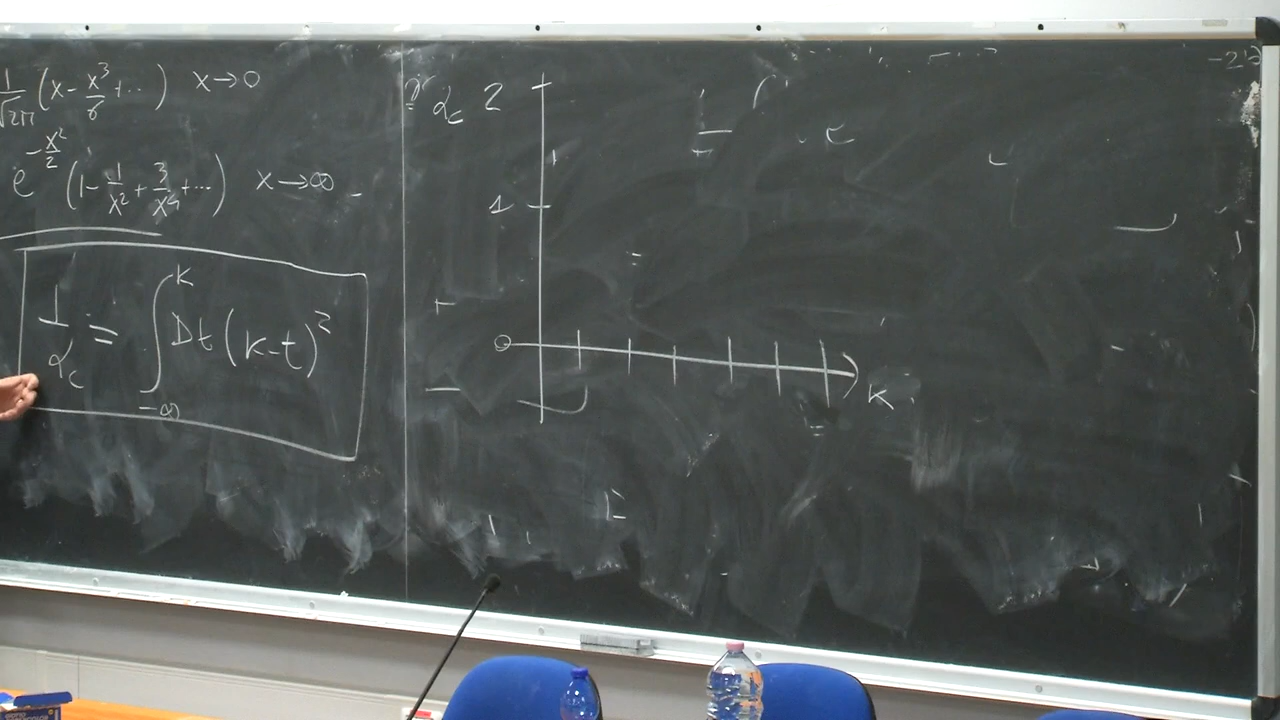 1/√2π (x - x³/6 + ...) x→0
e^(-x²/2) (1 - 1/x² + 3/x⁴ + ...) x→∞
1/α_c = ∫_{-∞}^{K} Dt (K-t)²
α_c 2
1
0
K